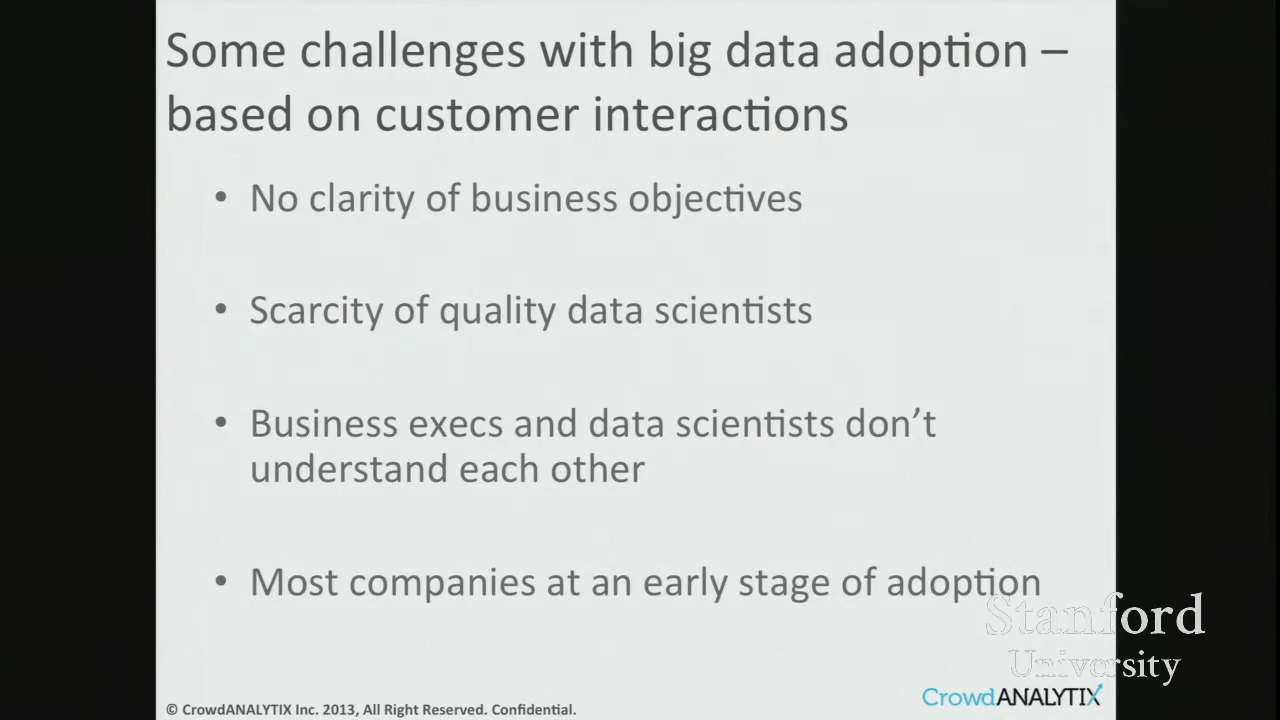 Some challenges with big data adoption –
based on customer interactions
• No clarity of business objectives
• Scarcity of quality data scientists
• Business execs and data scientists don’t
understand each other
• Most companies at an early stage of adoption
Stanford
University
CrowdANALYTIX
© CrowdANALYTIX Inc. 2013, All Right Reserved. Confidential.